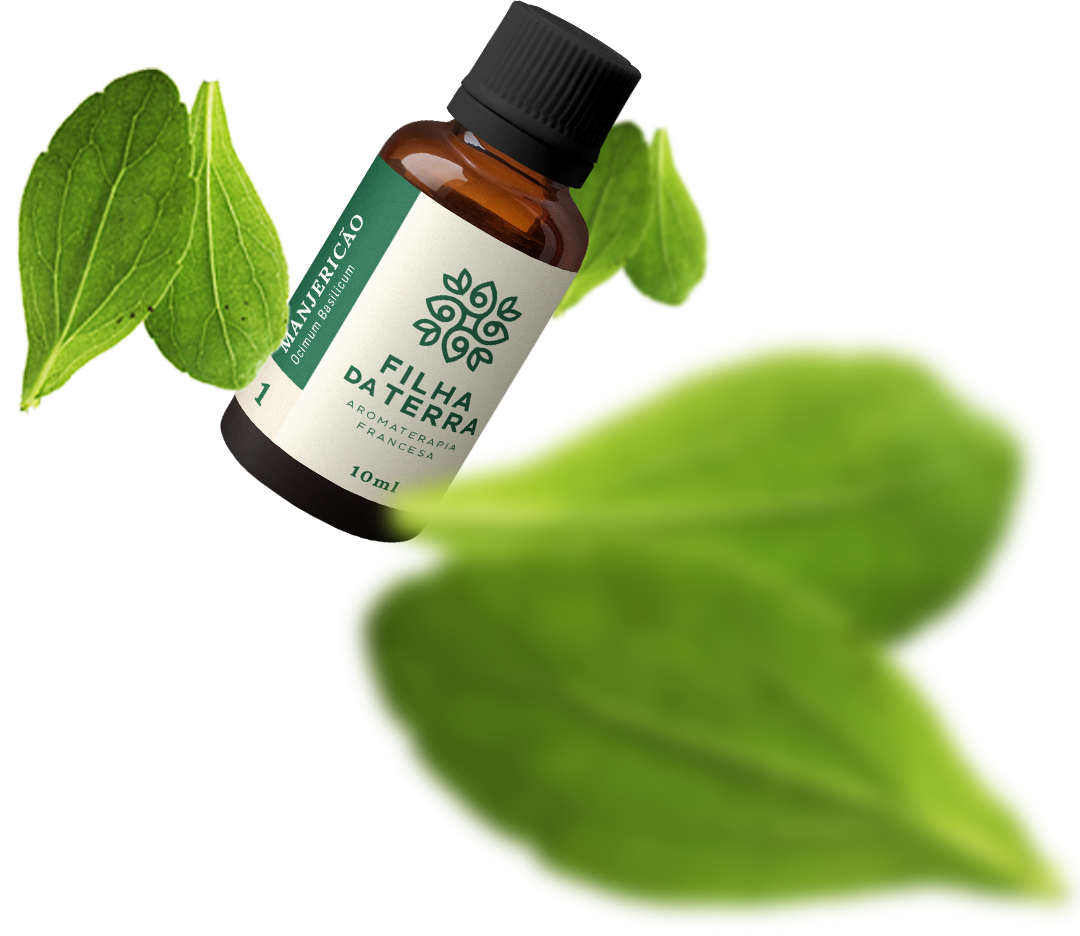 MANJERICÃO
Ocimum Basilicum
1
FILHA
DA TERRA
AROMATERAPIA
FRANCESA
10ml